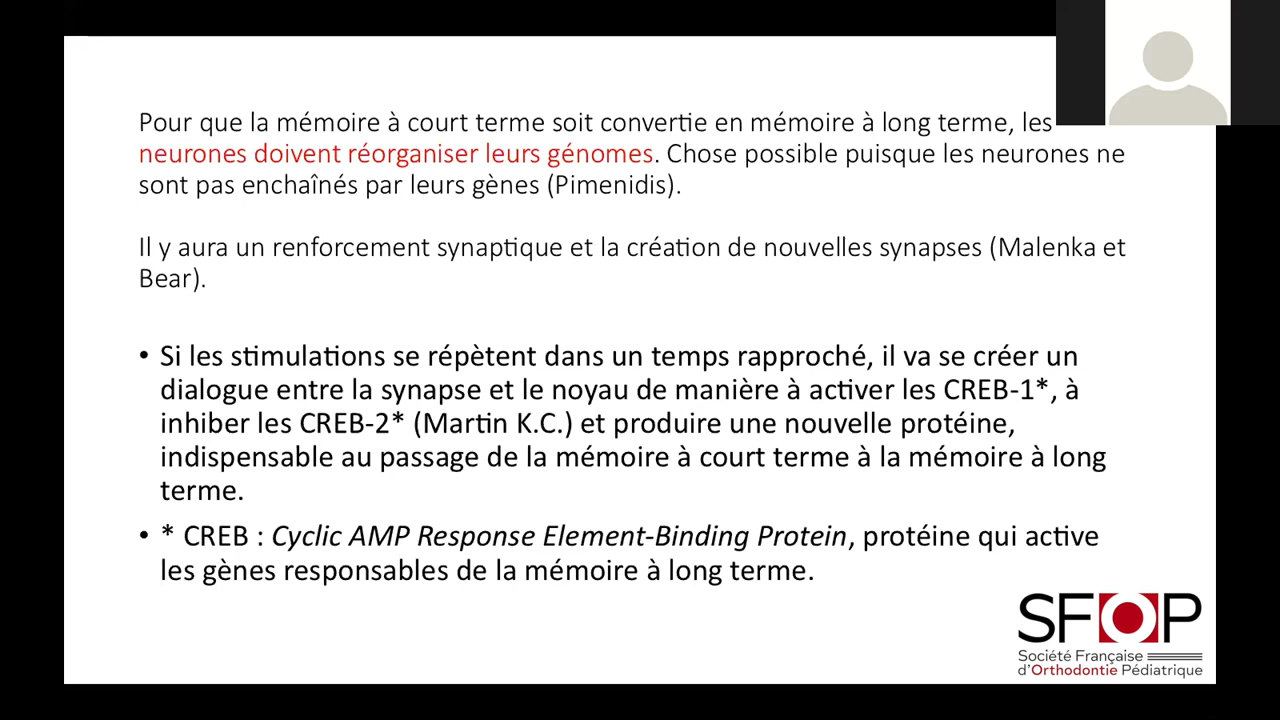 Pour que la mémoire à court terme soit convertie en mémoire à long terme, les
neurones doivent réorganiser leurs génomes. Chose possible puisque les neurones ne
sont pas enchaînés par leurs gènes (Pimenidis).
Il y aura un renforcement synaptique et la création de nouvelles synapses (Malenka et
Bear).
• Si les stimulations se répètent dans un temps rapproché, il va se créer un
dialogue entre la synapse et le noyau de manière à activer les CREB-1*, à
inhiber les CREB-2* (Martin K.C.) et produire une nouvelle protéine,
indispensable au passage de la mémoire à court terme à la mémoire à long
terme.
• * CREB : Cyclic AMP Response Element-Binding Protein, protéine qui active
les gènes responsables de la mémoire à long terme.
SFOP
Société Française
d'Orthodontie Pédiatrique